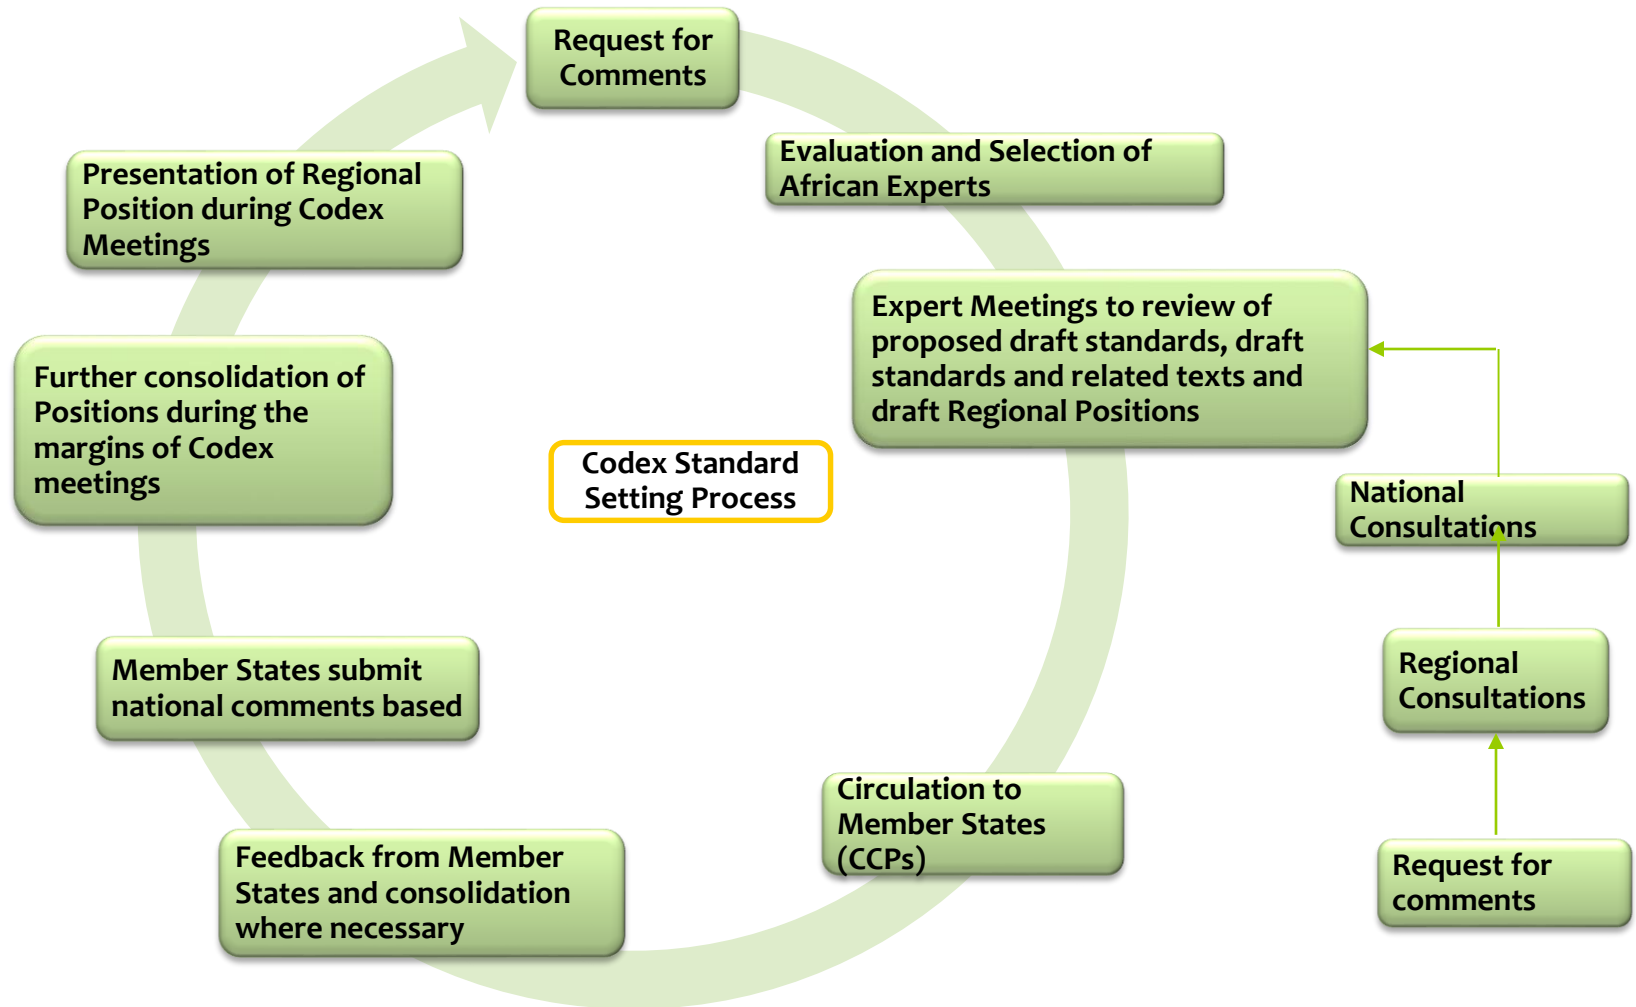 Request for
Comments
Evaluation and Selection of
African Experts
Expert Meetings to review of
proposed draft standards, draft
standards and related texts and
draft Regional Positions
National
Consultations
Regional
Consultations
Request for
comments
Circulation to
Member States
(CCPs)
Feedback from Member
States and consolidation
where necessary
Member States submit
national comments based
Further consolidation of
Positions during the
margins of Codex
meetings
Presentation of Regional
Position during Codex
Meetings
Codex Standard
Setting Process